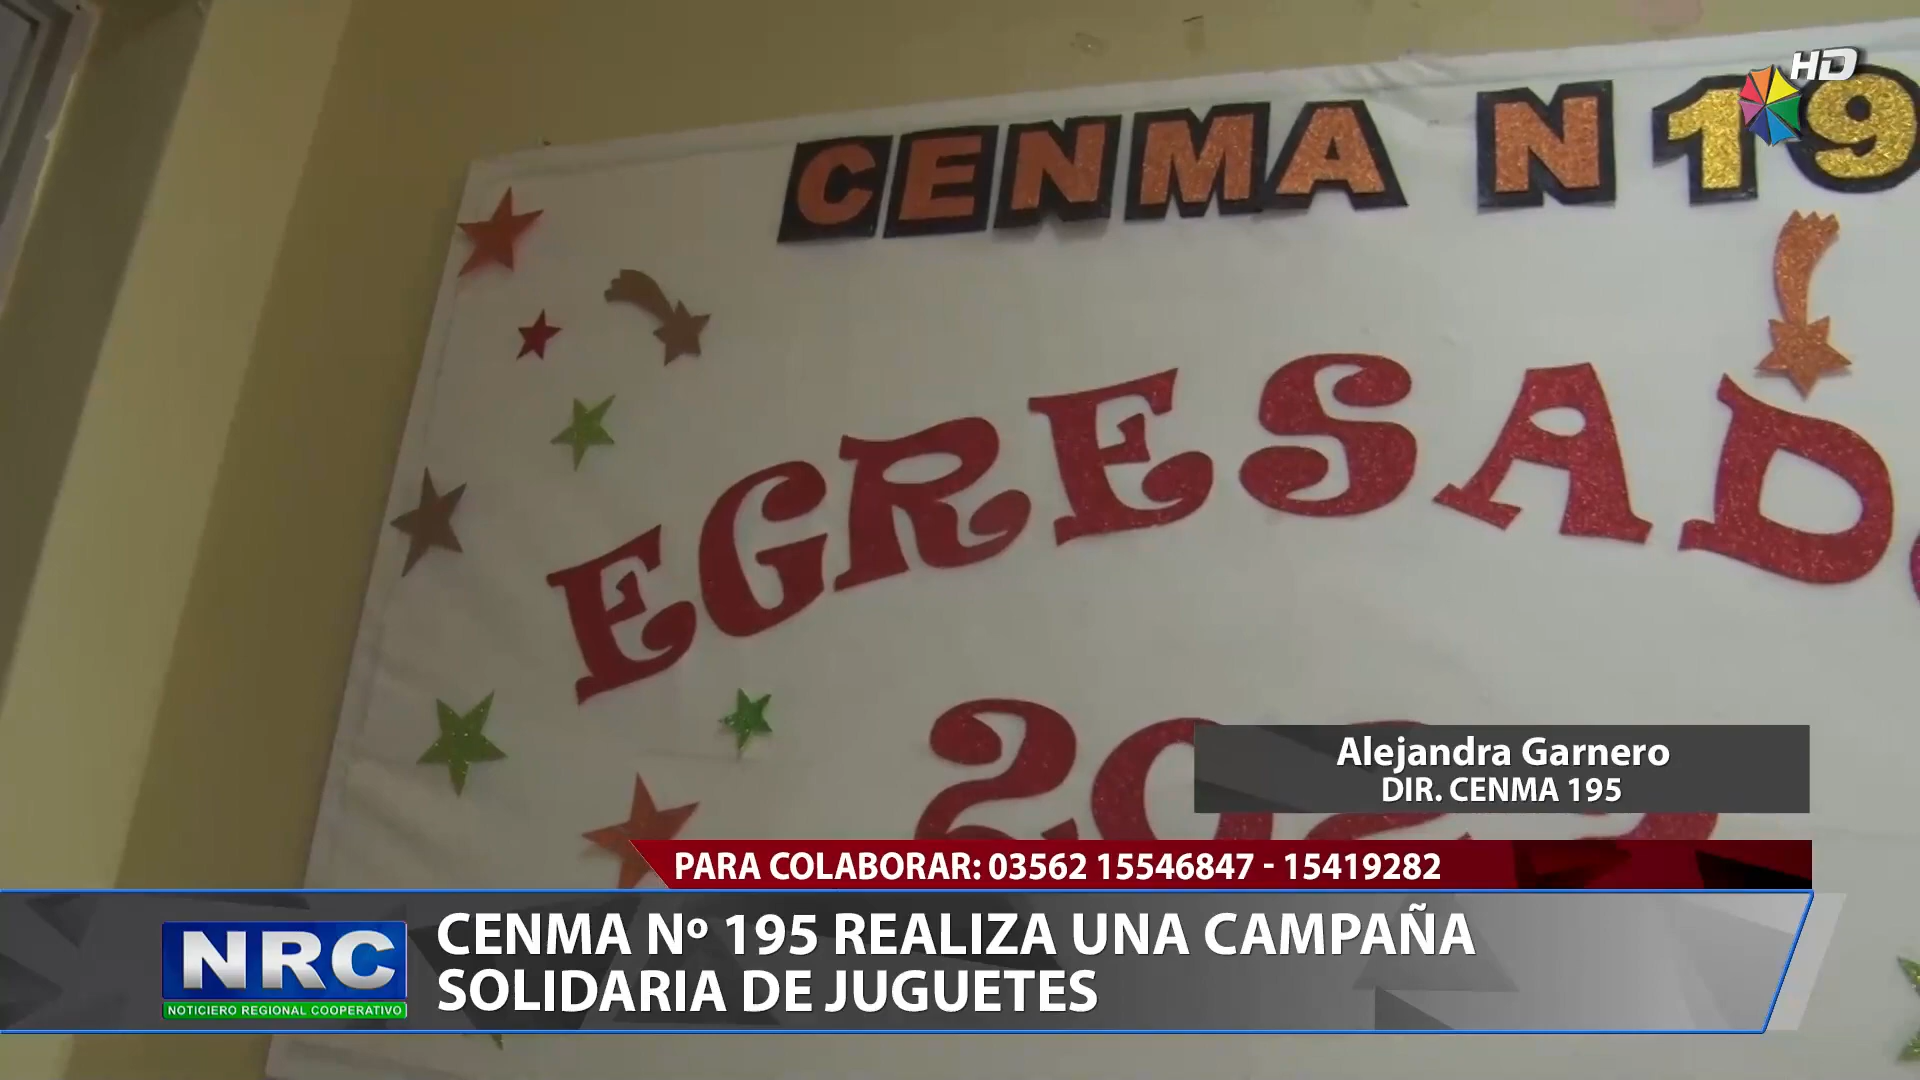 HD
CENMA N 19
EGRESAD
Alejandra Garnero
DIR. CENMA 195
PARA COLABORAR: 03562 15546847 - 15419282
NRC
NOTICIERO REGIONAL COOPERATIVO
CENMA Nº 195 REALIZA UNA CAMPAÑA
SOLIDARIA DE JUGUETES